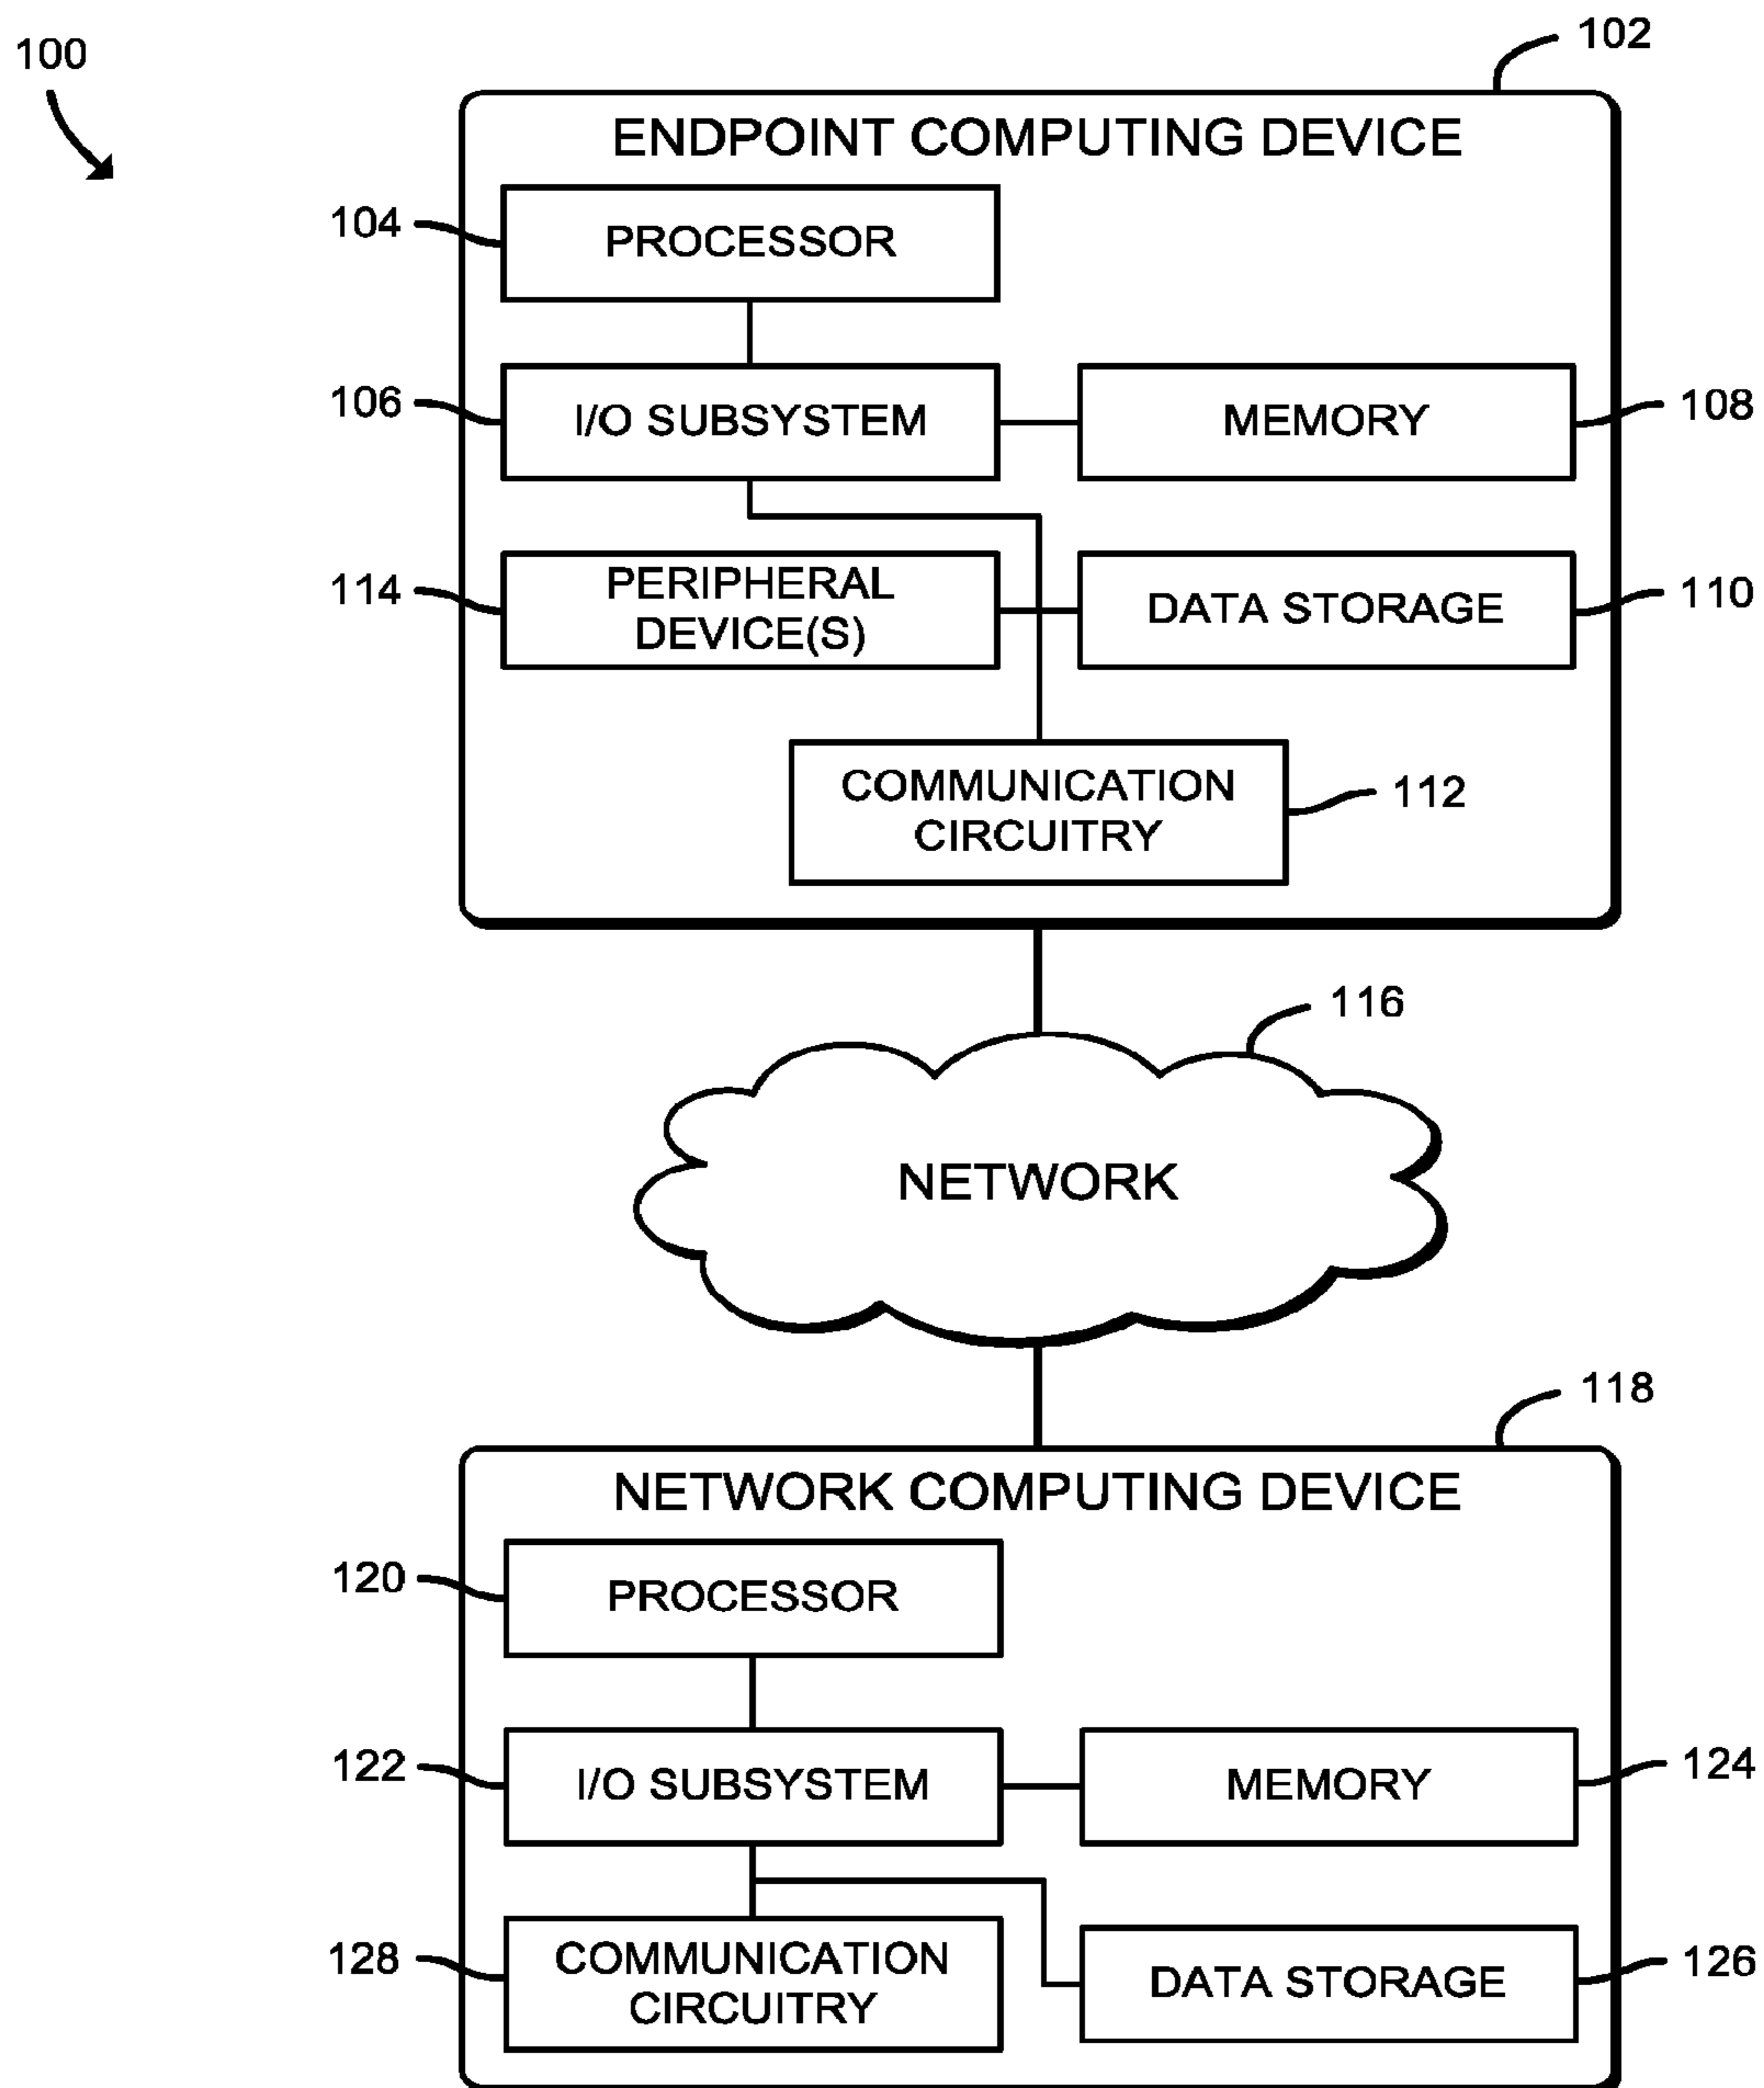 100
102
ENDPOINT COMPUTING DEVICE
104
PROCESSOR
106
I/O SUBSYSTEM
MEMORY
108
114
PERIPHERAL
DEVICE(S)
DATA STORAGE
110
COMMUNICATION
CIRCUITRY
112
116
NETWORK
118
NETWORK COMPUTING DEVICE
120
PROCESSOR
122
I/O SUBSYSTEM
MEMORY
124
128
COMMUNICATION
CIRCUITRY
DATA STORAGE
126